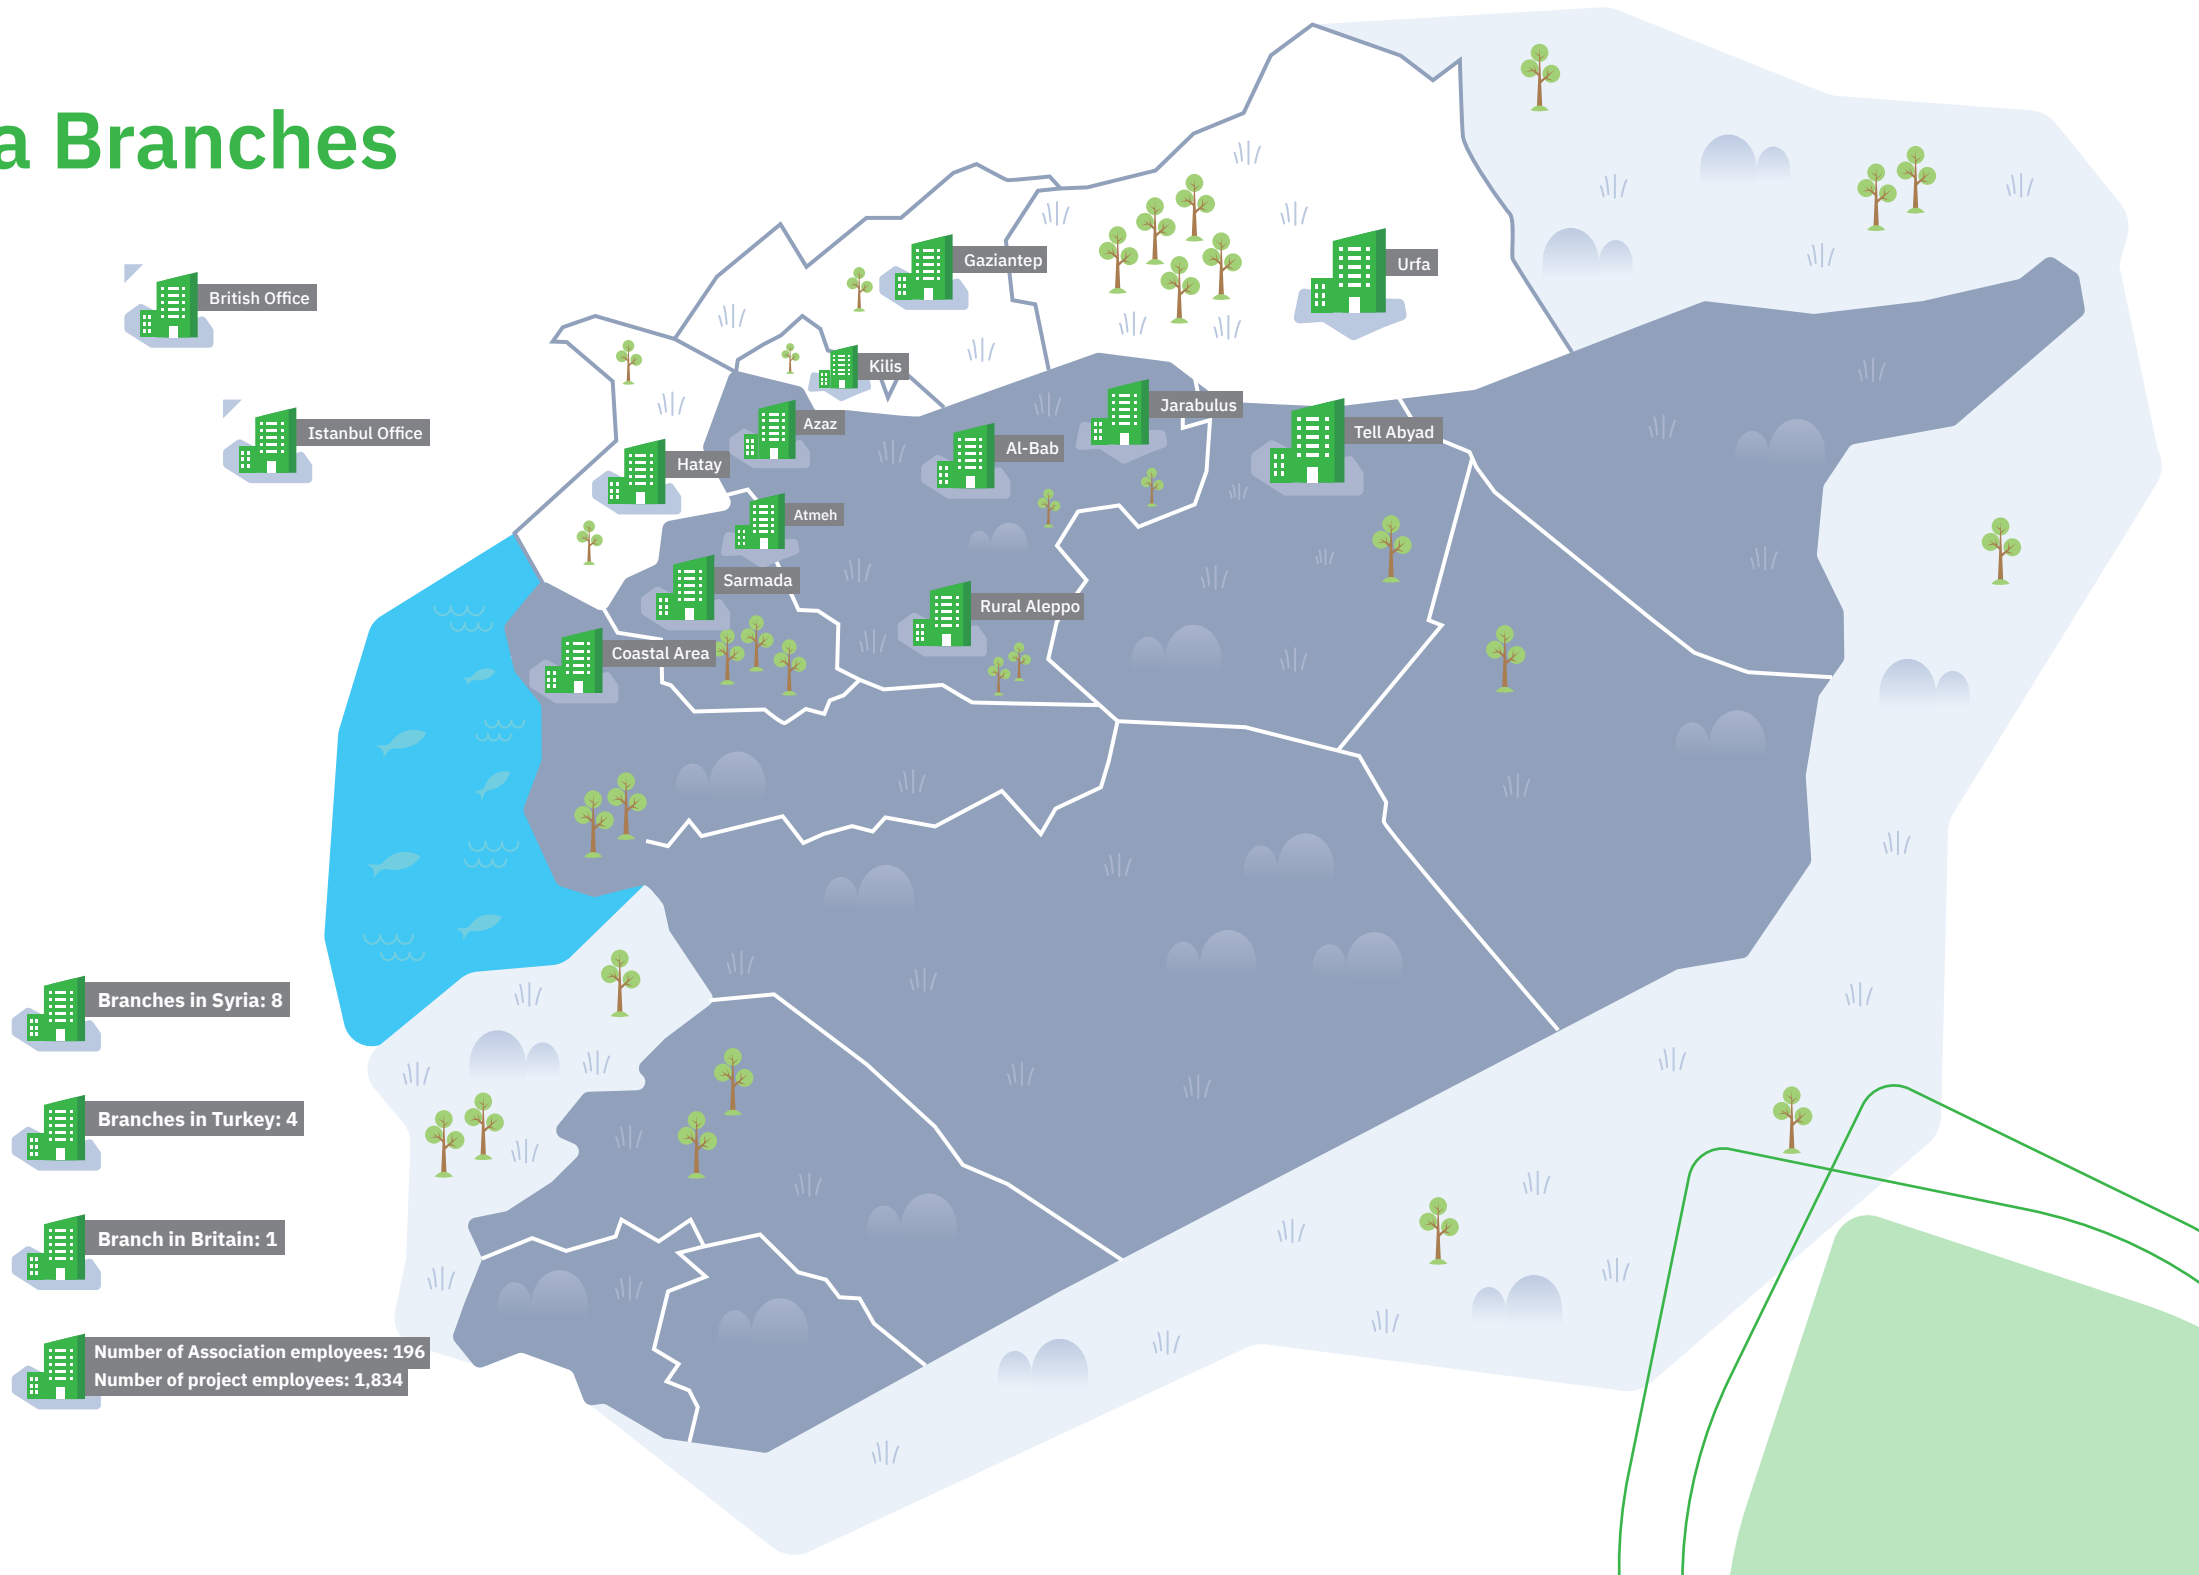 a Branches
British Office
Istanbul Office
Gaziantep
Urfa
Kilis
Azaz
Jarabulus
Tell Abyad
Al-Bab
Hatay
Atmeh
Sarmada
Rural Aleppo
Coastal Area
Branches in Syria: 8
Branches in Turkey: 4
Branch in Britain: 1
Number of Association employees: 196
Number of project employees: 1,834